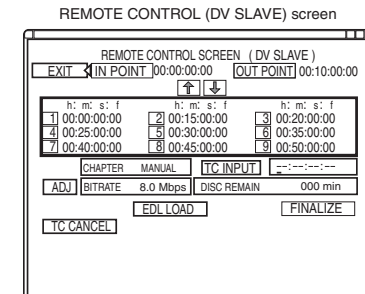 REMOTE CONTROL (DV SLAVE) screen
REMOTE CONTROL SCREEN ( DV SLAVE )
EXIT IN POINT 00:00:00:00 OUT POINT 00:10:00:00
h: m: s: f h: m: s: f h: m: s: f
1 00:00:00:00 2 00:15:00:00 3 00:20:00:00
4 00:25:00:00 5 00:30:00:00 6 00:35:00:00
7 00:40:00:00 8 00:45:00:00 9 00:50:00:00
CHAPTER MANUAL TC INPUT _-:--:--:--
ADJ BITRATE 8.0 Mbps DISC REMAIN 000 min
EDL LOAD FINALIZE
TC CANCEL